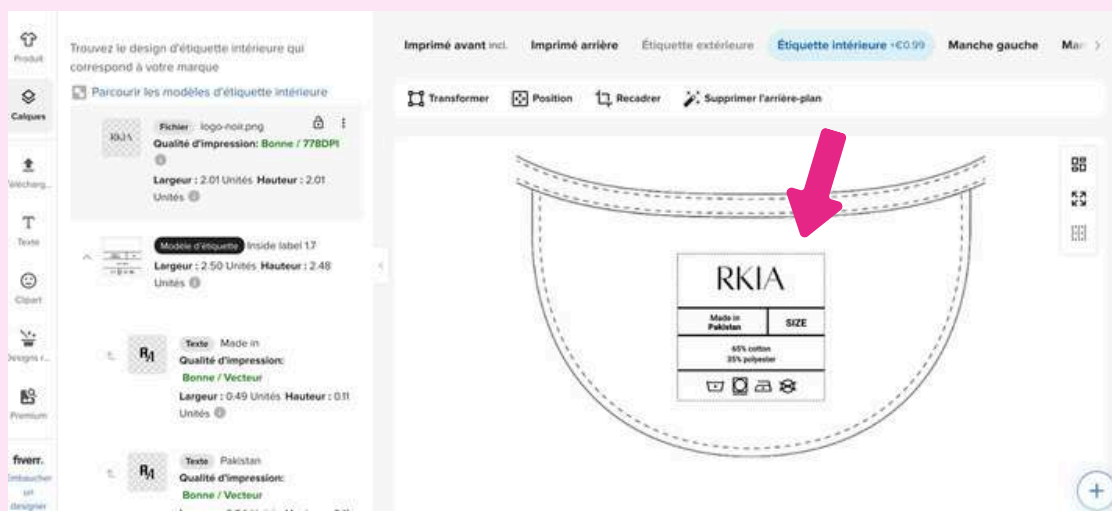 Produit
Calques
Télécharg...
Texte
Clipart
Designs r...
Premium
fiverr.
Embaucher
un
designer
Trouvez le design d'étiquette intérieure qui
correspond à votre marque
Parcourir les modèles d'étiquette intérieure
RKIA
Fichier logo-noir.png
Qualité d'impression: Bonne / 778DPI
Largeur : 2.01 Unités Hauteur : 2.01
Unités
Modèle d'étiquette Inside label 1.7
Largeur : 2.50 Unités Hauteur : 2.48
Unités
Texte Made in
Qualité d'impression:
Bonne / Vecteur
Largeur : 0.49 Unités Hauteur : 0.11
Unités
Texte Pakistan
Qualité d'impression:
Bonne / Vecteur
Imprimé avant incl. Imprimé arrière Étiquette extérieure Étiquette intérieure +€0.99 Manche gauche Man
Transformer Position Recadrer Supprimer l'arrière-plan
RKIA
Made in
Pakistan
SIZE
65% cotton
35% polyester